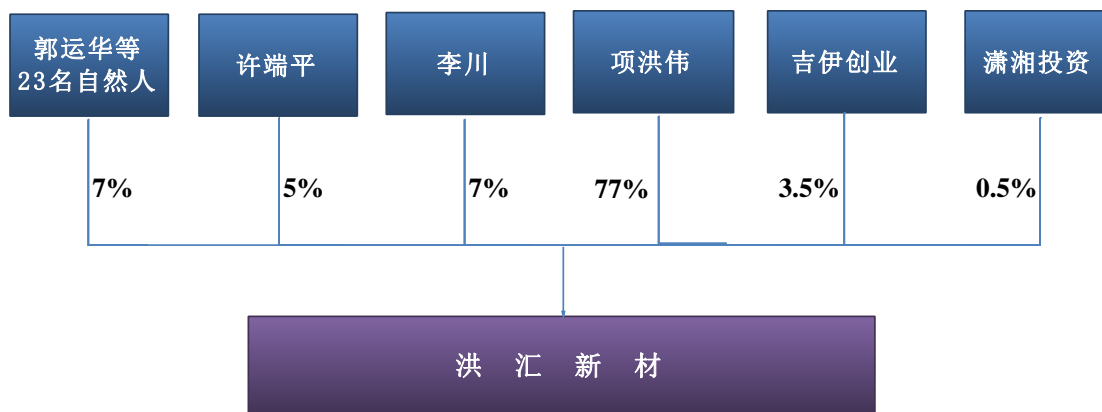 郭运华等
23名自然人
许端平
李川
项洪伟
吉伊创业
潇湘投资
7%
5%
7%
77%
3.5%
0.5%
洪 汇 新 材